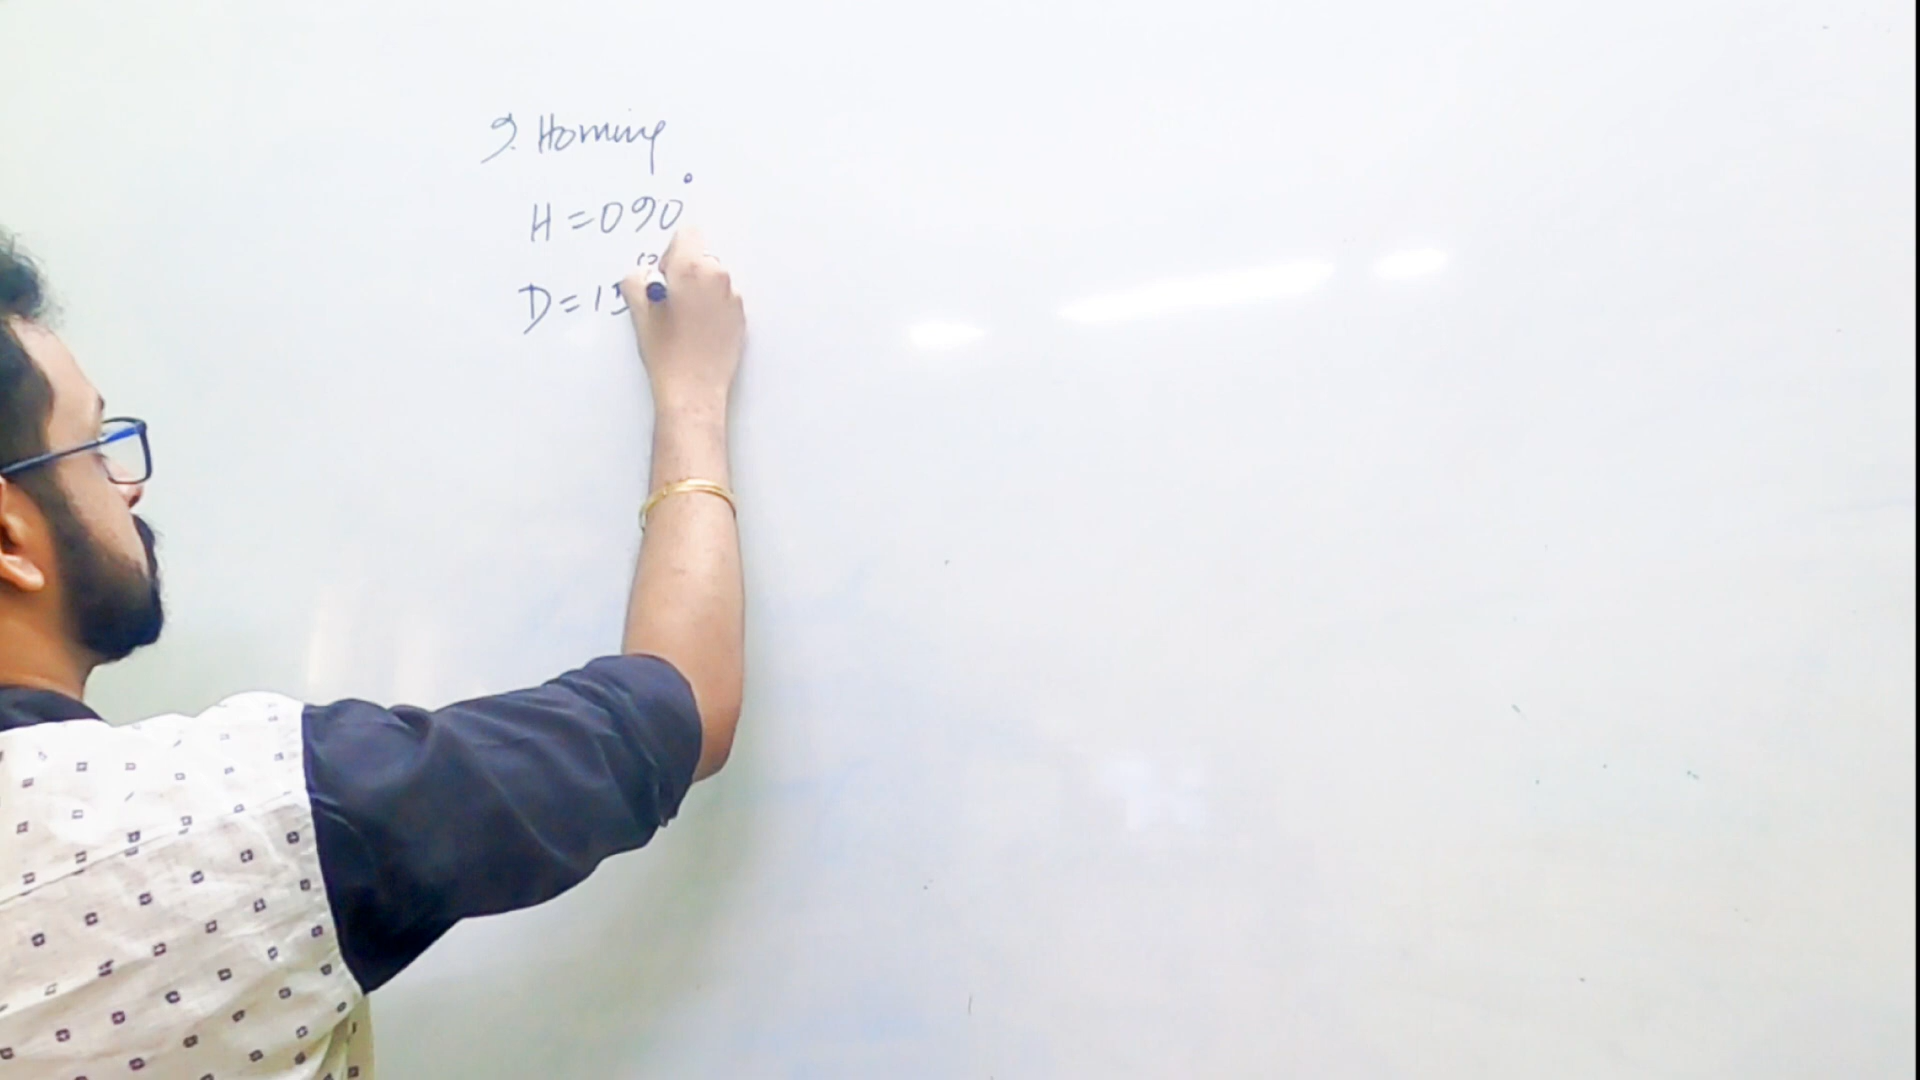 9. Homing
H = 090°
D = 15